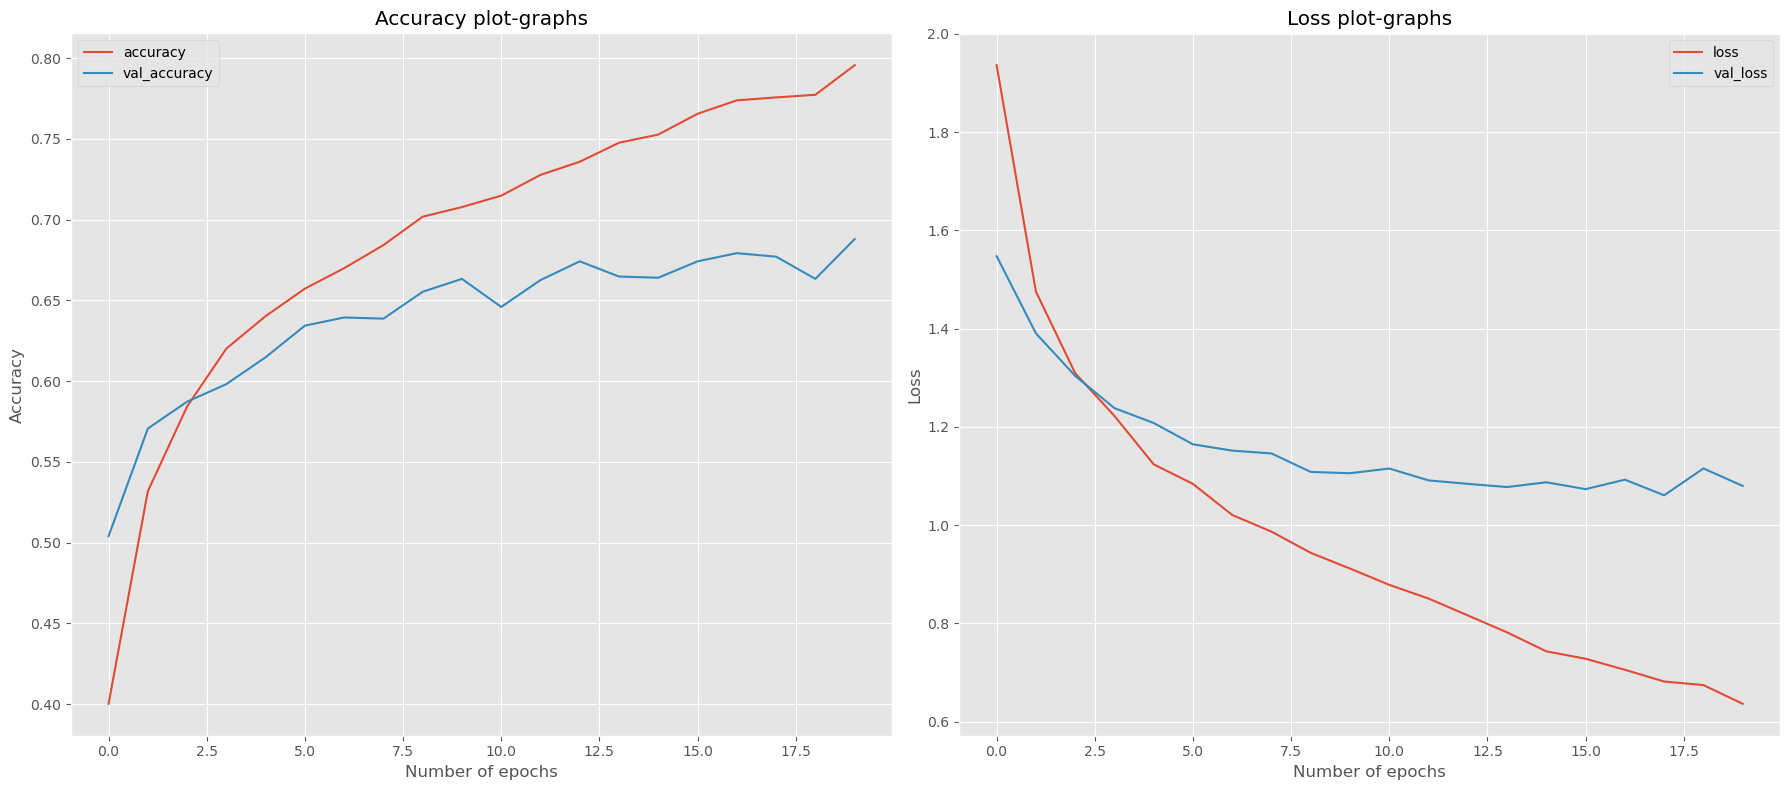 Accuracy plot-graphs
accuracy
val_accuracy
0.80
0.75
0.70
0.65
0.60
0.55
0.50
0.45
0.40
Accuracy
0.0 2.5 5.0 7.5 10.0 12.5 15.0 17.5
Number of epochs
Loss plot-graphs
loss
val_loss
2.0
1.8
1.6
1.4
1.2
1.0
0.8
0.6
Loss
0.0 2.5 5.0 7.5 10.0 12.5 15.0 17.5
Number of epochs